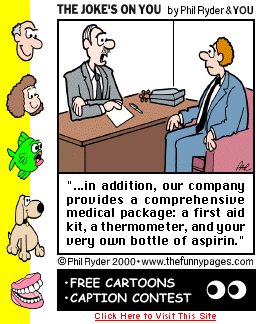 THE JOKE'S ON YOU by Phil Ryder & YOU
PAR
"...in addition, our company
provides a comprehensive
medical package: a first aid
kit, a thermometer, and your
very own bottle of aspirin."
© Phil Ryder 2000 • www.thefunnypages.com
• FREE CARTOONS
• CAPTION CONTEST
Click Here to Visit This Site